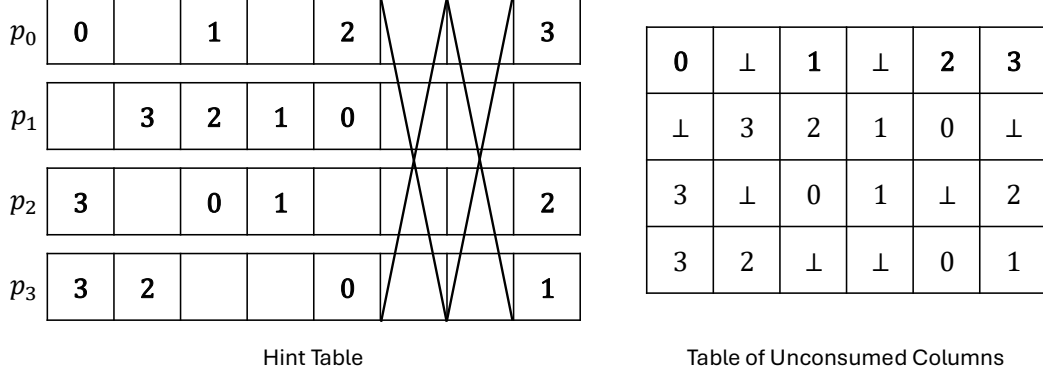 p₀ 0 1 2 3 0 ⊥ 1 ⊥ 2 3
p₁ 3 2 1 0 ⊥ 3 2 1 0 ⊥
p₂ 3 0 1 2 3 ⊥ 0 1 ⊥ 2
p₃ 3 2 0 1 3 2 ⊥ ⊥ 0 1
Hint Table
Table of Unconsumed Columns